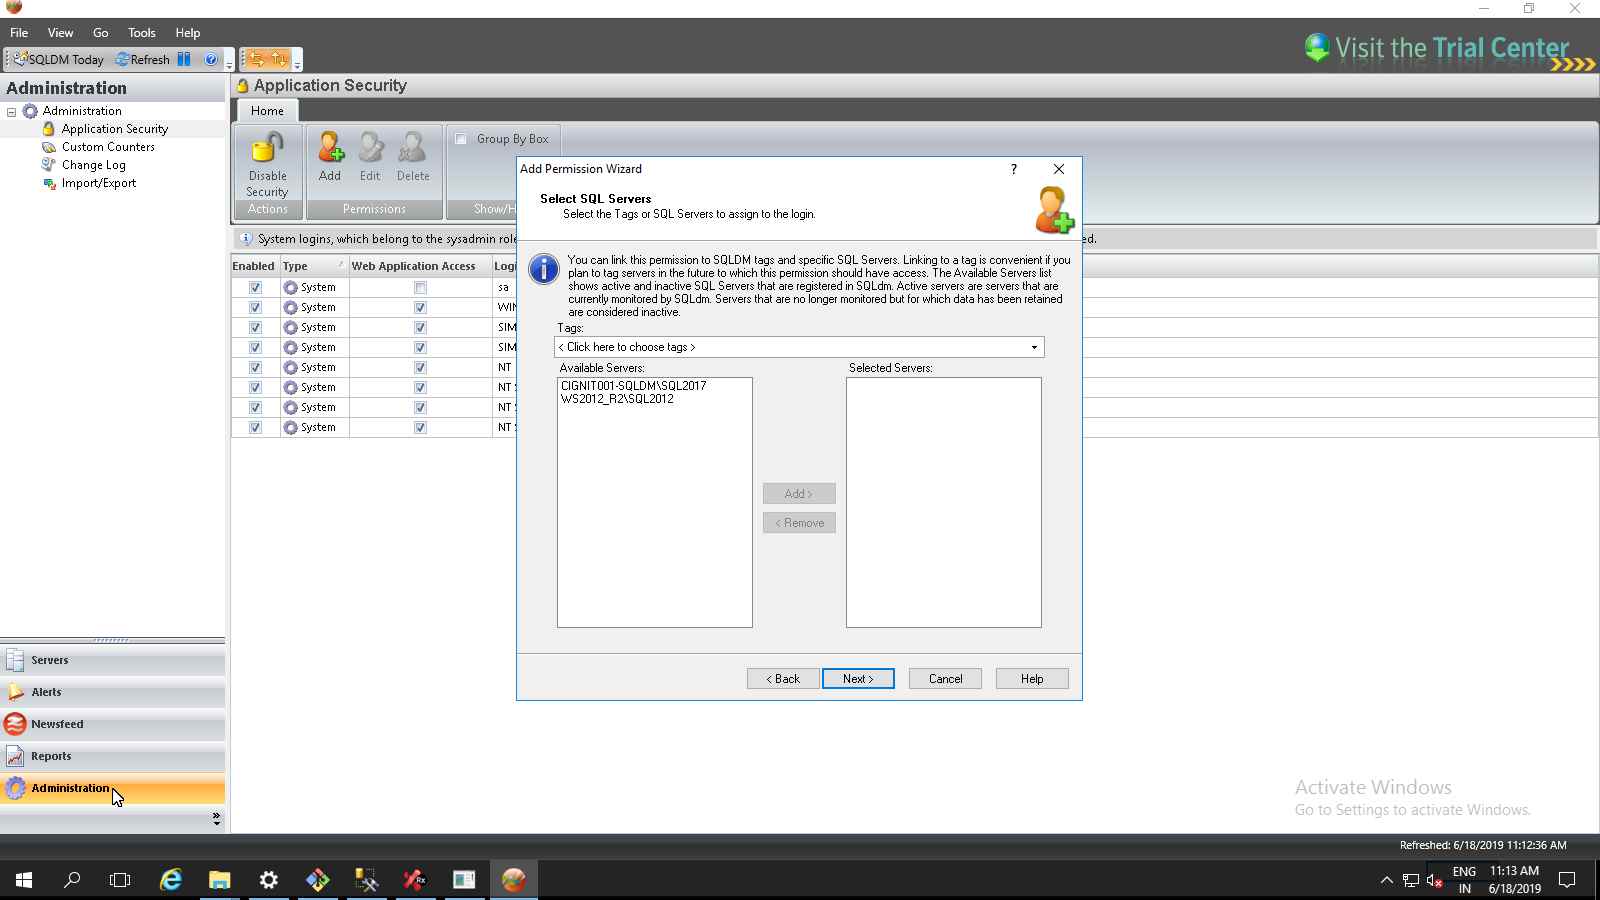 File View Go Tools Help
SQLDM Today Refresh
Visit the Trial Center
Administration
Administration
Application Security
Custom Counters
Change Log
Import/Export
Application Security
Home
Disable Security
Add
Edit
Delete
Group By Box
Actions
Permissions
Show/H
System logins, which belong to the sysadmin role
ed.
Enabled Type Web Application Access Logi
System sa
System WIN
System SIM
System SIM
System NT
System NT
System NT
System NT
Add Permission Wizard
?
Select SQL Servers
Select the Tags or SQL Servers to assign to the login.
You can link this permission to SQLDM tags and specific SQL Servers. Linking to a tag is convenient if you
plan to tag servers in the future to which this permission should have access. The Available Servers list
shows active and inactive SQL Servers that are registered in SQLdm. Active servers are servers that are
currently monitored by SQLdm. Servers that are no longer monitored but for which data has been retained
are considered inactive.
Tags:
< Click here to choose tags >
Available Servers:
Selected Servers:
CIGNIT001-SQLDM\SQL2017
WS2012_R2\SQL2012
Add >
< Remove
< Back
Next >
Cancel
Help
Servers
Alerts
Newsfeed
Reports
Administration
Activate Windows
Go to Settings to activate Windows.
Refreshed: 6/18/2019 11:12:36 AM
ENG
IN
11:13 AM
6/18/2019